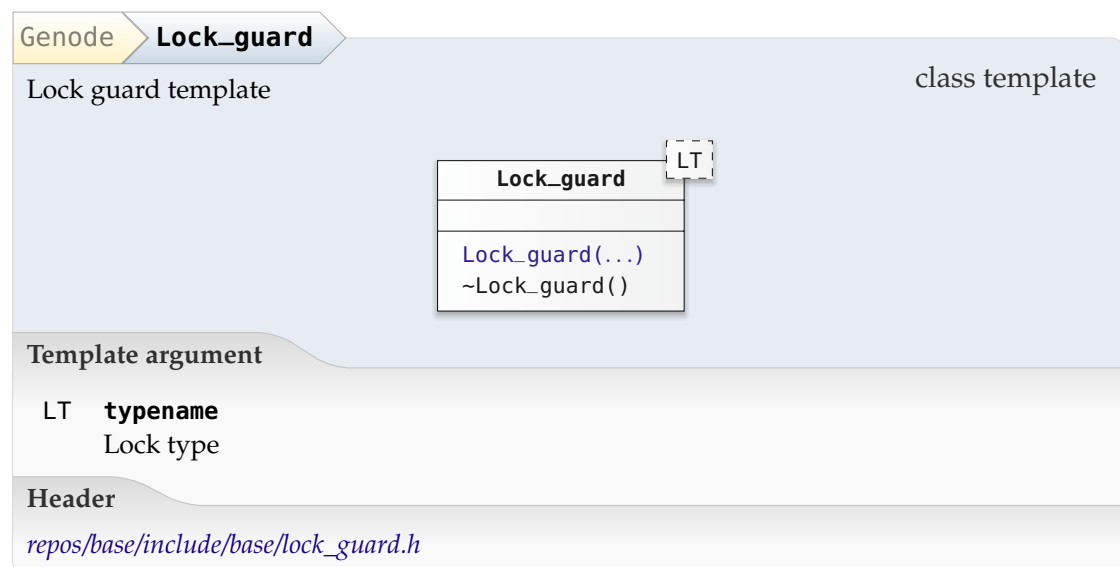 Genode Lock_guard
Lock guard template
class template
LT
Lock_guard
Lock_guard(...)
~Lock_guard()
Template argument
LT typename
Lock type
Header
repos/base/include/base/lock_guard.h